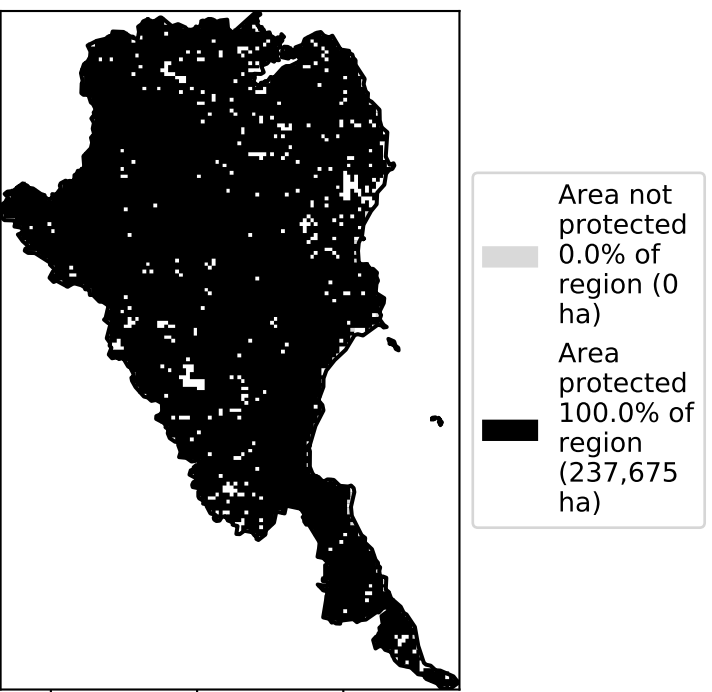 Area not
protected
0.0% of
region (0
ha)
Area
protected
100.0% of
region
(237,675
ha)